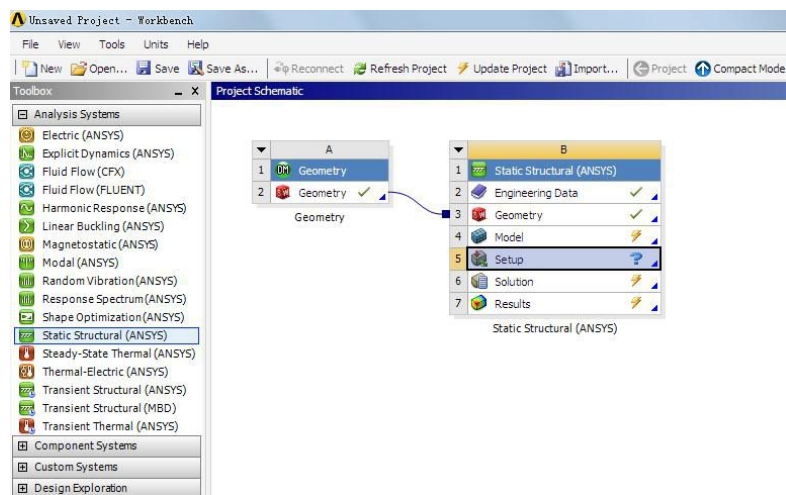 Unsaved Project - Workbench
File View Tools Units Help
New Open... Save Save As... Reconnect Refresh Project Update Project Import... Project Compact Mode
Toolbox
Project Schematic
Analysis Systems
Electric (ANSYS)
Explicit Dynamics (ANSYS)
Fluid Flow (CFX)
Fluid Flow (FLUENT)
Harmonic Response (ANSYS)
Linear Buckling (ANSYS)
Magnetostatic (ANSYS)
Modal (ANSYS)
Random Vibration (ANSYS)
Response Spectrum (ANSYS)
Shape Optimization (ANSYS)
Static Structural (ANSYS)
Steady-State Thermal (ANSYS)
Thermal-Electric (ANSYS)
Transient Structural (ANSYS)
Transient Structural (MBD)
Transient Thermal (ANSYS)
Component Systems
Custom Systems
Design Exploration
A
1 DM Geometry
2 Geometry
Geometry
B
1 Static Structural (ANSYS)
2 Engineering Data
3 Geometry
4 Model
5 Setup ?
6 Solution
7 Results
Static Structural (ANSYS)